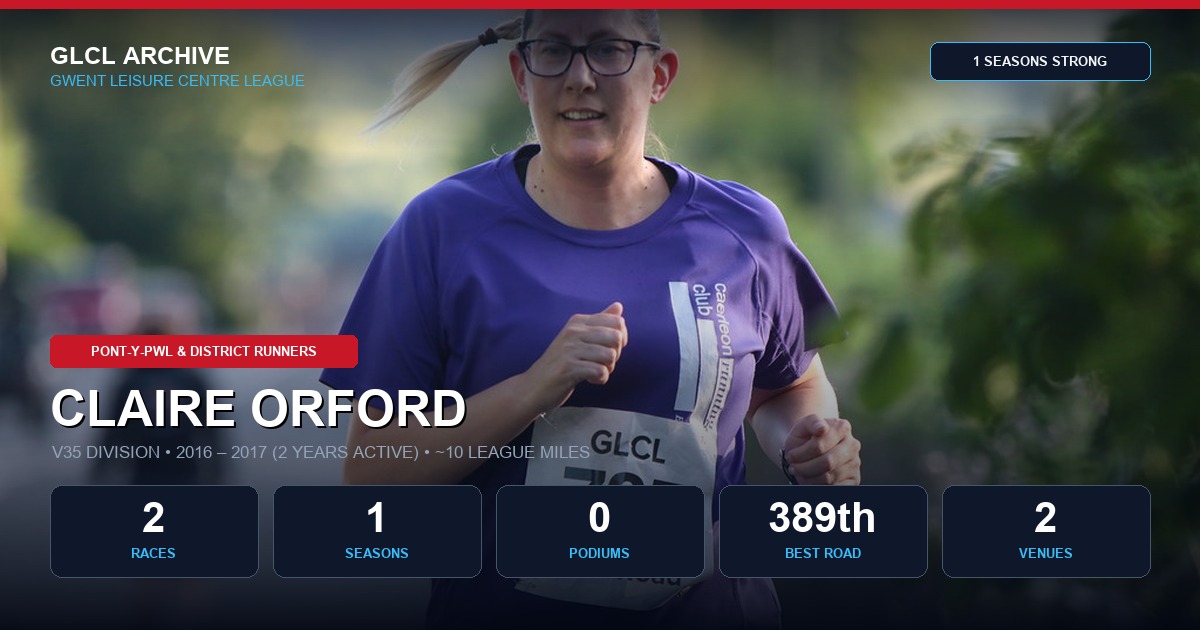 GLCL ARCHIVE
GWENT LEISURE CENTRE LEAGUE
1 SEASONS STRONG
caerleon running
club
PONT-Y-PWL & DISTRICT RUNNERS
CLAIRE ORFORD
GLCL
V35 DIVISION • 2016 – 2017 (2 YEARS ACTIVE) • ~10 LEAGUE MILES
2
RACES
1
SEASONS
0
PODIUMS
389th
BEST ROAD
2
VENUES